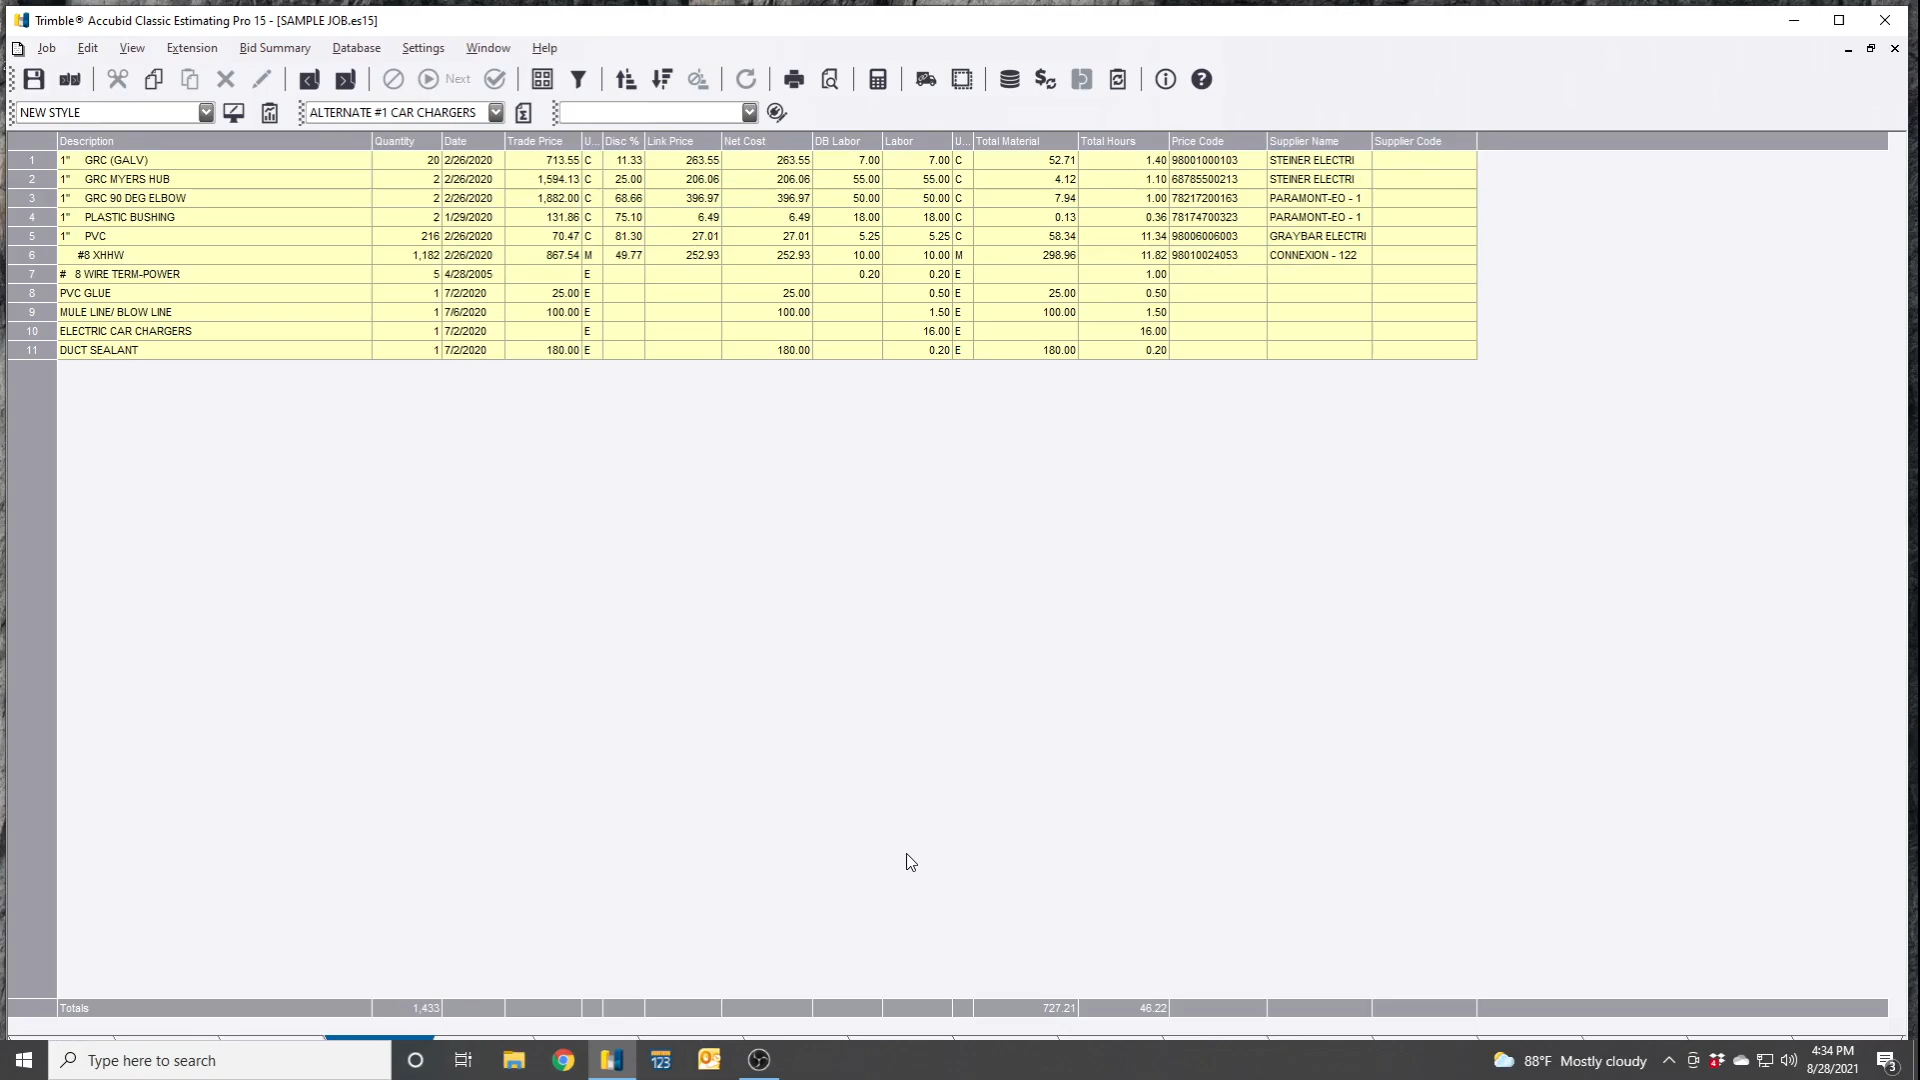 Trimble® Accubid Classic Estimating Pro 15 - [SAMPLE JOB.es15]
Job Edit View Extension Bid Summary Database Settings Window Help
Next
NEW STYLE ALTERNATE #1 CAR CHARGERS
Description Quantity Date Trade Price U... Disc % Link Price Net Cost DB Labor Labor U... Total Material Total Hours Price Code Supplier Name Supplier Code
1 1" GRC (GALV) 20 2/26/2020 713.55 C 11.33 263.55 263.55 7.00 7.00 C 52.71 1.40 98001000103 STEINER ELECTRI
2 1" GRC MYERS HUB 2 2/26/2020 1,594.13 C 25.00 206.06 206.06 55.00 55.00 C 4.12 1.10 68785500213 STEINER ELECTRI
3 1" GRC 90 DEG ELBOW 2 2/26/2020 1,882.00 C 68.66 396.97 396.97 50.00 50.00 C 7.94 1.00 78217200163 PARAMONT-EO - 1
4 1" PLASTIC BUSHING 2 1/29/2020 131.86 C 75.10 6.49 6.49 18.00 18.00 C 0.13 0.36 78174700323 PARAMONT-EO - 1
5 1" PVC 216 2/26/2020 70.47 C 81.30 27.01 27.01 5.25 5.25 C 58.34 11.34 98006006003 GRAYBAR ELECTRI
6 #8 XHHW 1,182 2/26/2020 867.54 M 49.77 252.93 252.93 10.00 10.00 M 298.96 11.82 98010024053 CONNEXION - 122
7 # 8 WIRE TERM-POWER 5 4/28/2005 E 0.20 0.20 E 1.00
8 PVC GLUE 1 7/2/2020 25.00 E 25.00 0.50 E 25.00 0.50
9 MULE LINE/ BLOW LINE 1 7/6/2020 100.00 E 100.00 1.50 E 100.00 1.50
10 ELECTRIC CAR CHARGERS 1 7/2/2020 E 16.00 E 16.00
11 DUCT SEALANT 1 7/2/2020 180.00 E 180.00 0.20 E 180.00 0.20
Totals 1,433 727.21 46.22
Type here to search 123 88°F Mostly cloudy 4:34 PM
8/28/2021 3